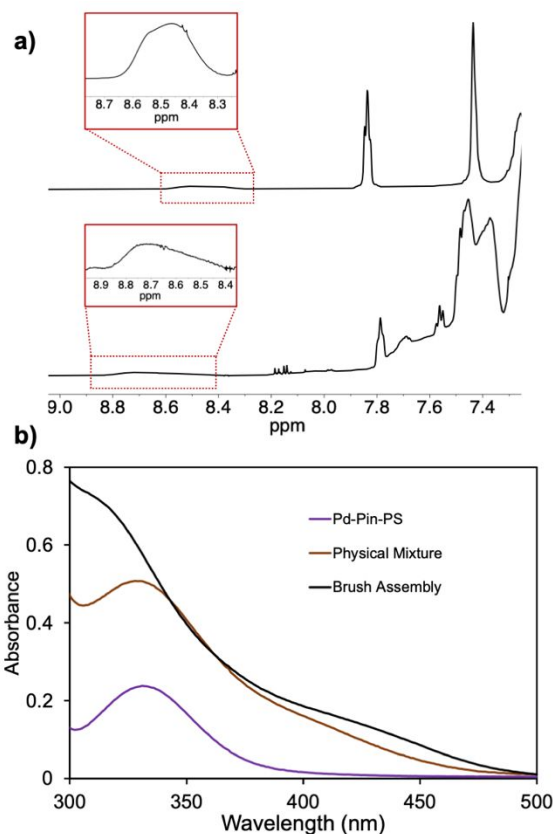 a)
8.7 8.6 8.5 8.4 8.3
ppm
8.9 8.8 8.7 8.6 8.5 8.4
ppm
9.0 8.8 8.6 8.4 8.2 8.0 7.8 7.6 7.4
ppm
b)
0.8
0.6
0.4
0.2
0
Absorbance
Pd-Pin-PS
Physical Mixture
Brush Assembly
300 350 400 450 500
Wavelength (nm)